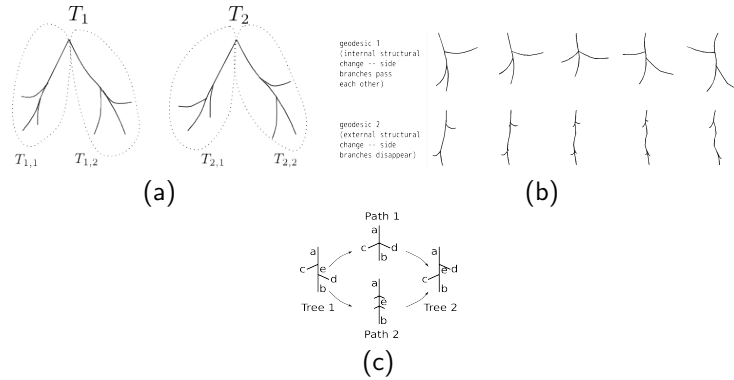 T₁
T₂
T₁,₁
T₁,₂
T₂,₁
T₂,₂
(a)
geodesic 1
(internal structural
change -- side
branches pass
each other)
geodesic 2
(external structural
change -- side
branches disappear)
(b)
Path 1
a
c d
b
a
c e
d
b
Tree 1
a
e
b
Path 2
a
e d
c
b
Tree 2
(c)